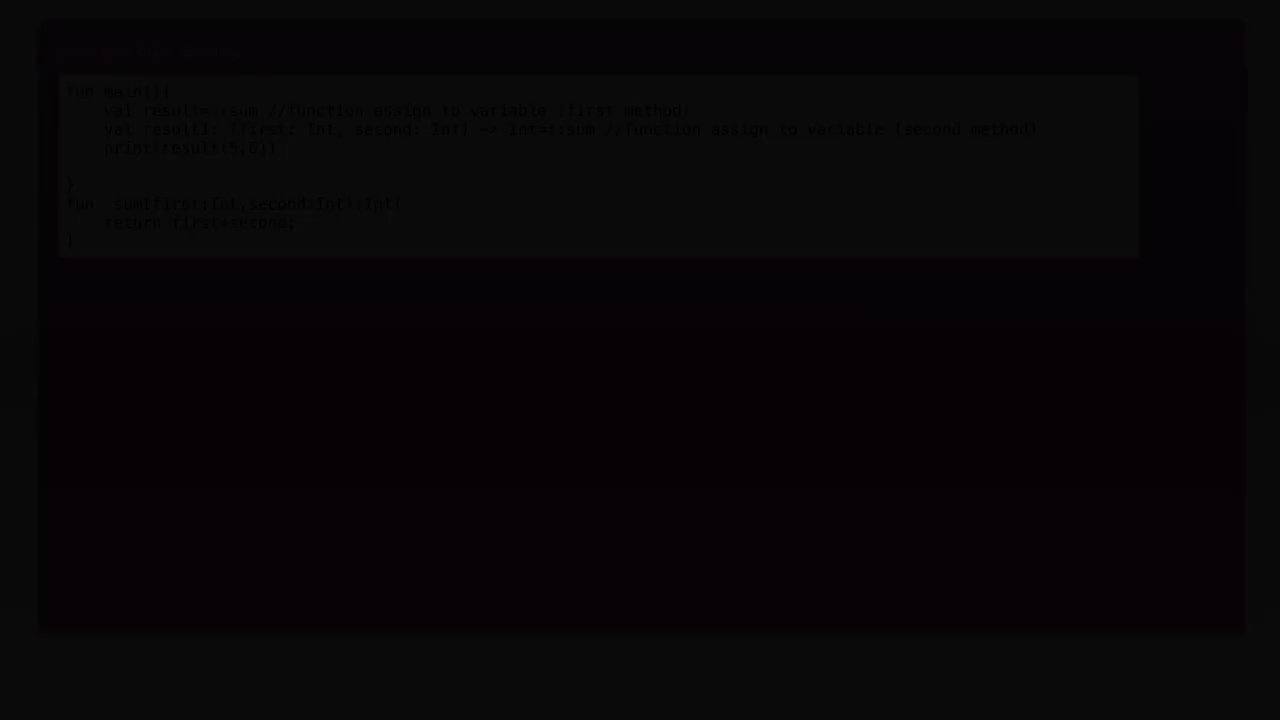 fun main(){
val result=::sum //function assign to variable (first method)
val result1: (first: Int, second: Int) -> Int=::sum //function assign to variable (second method)
print(result(5,6))
}
fun sum(first:Int,second:Int):Int{
return first+second;
}